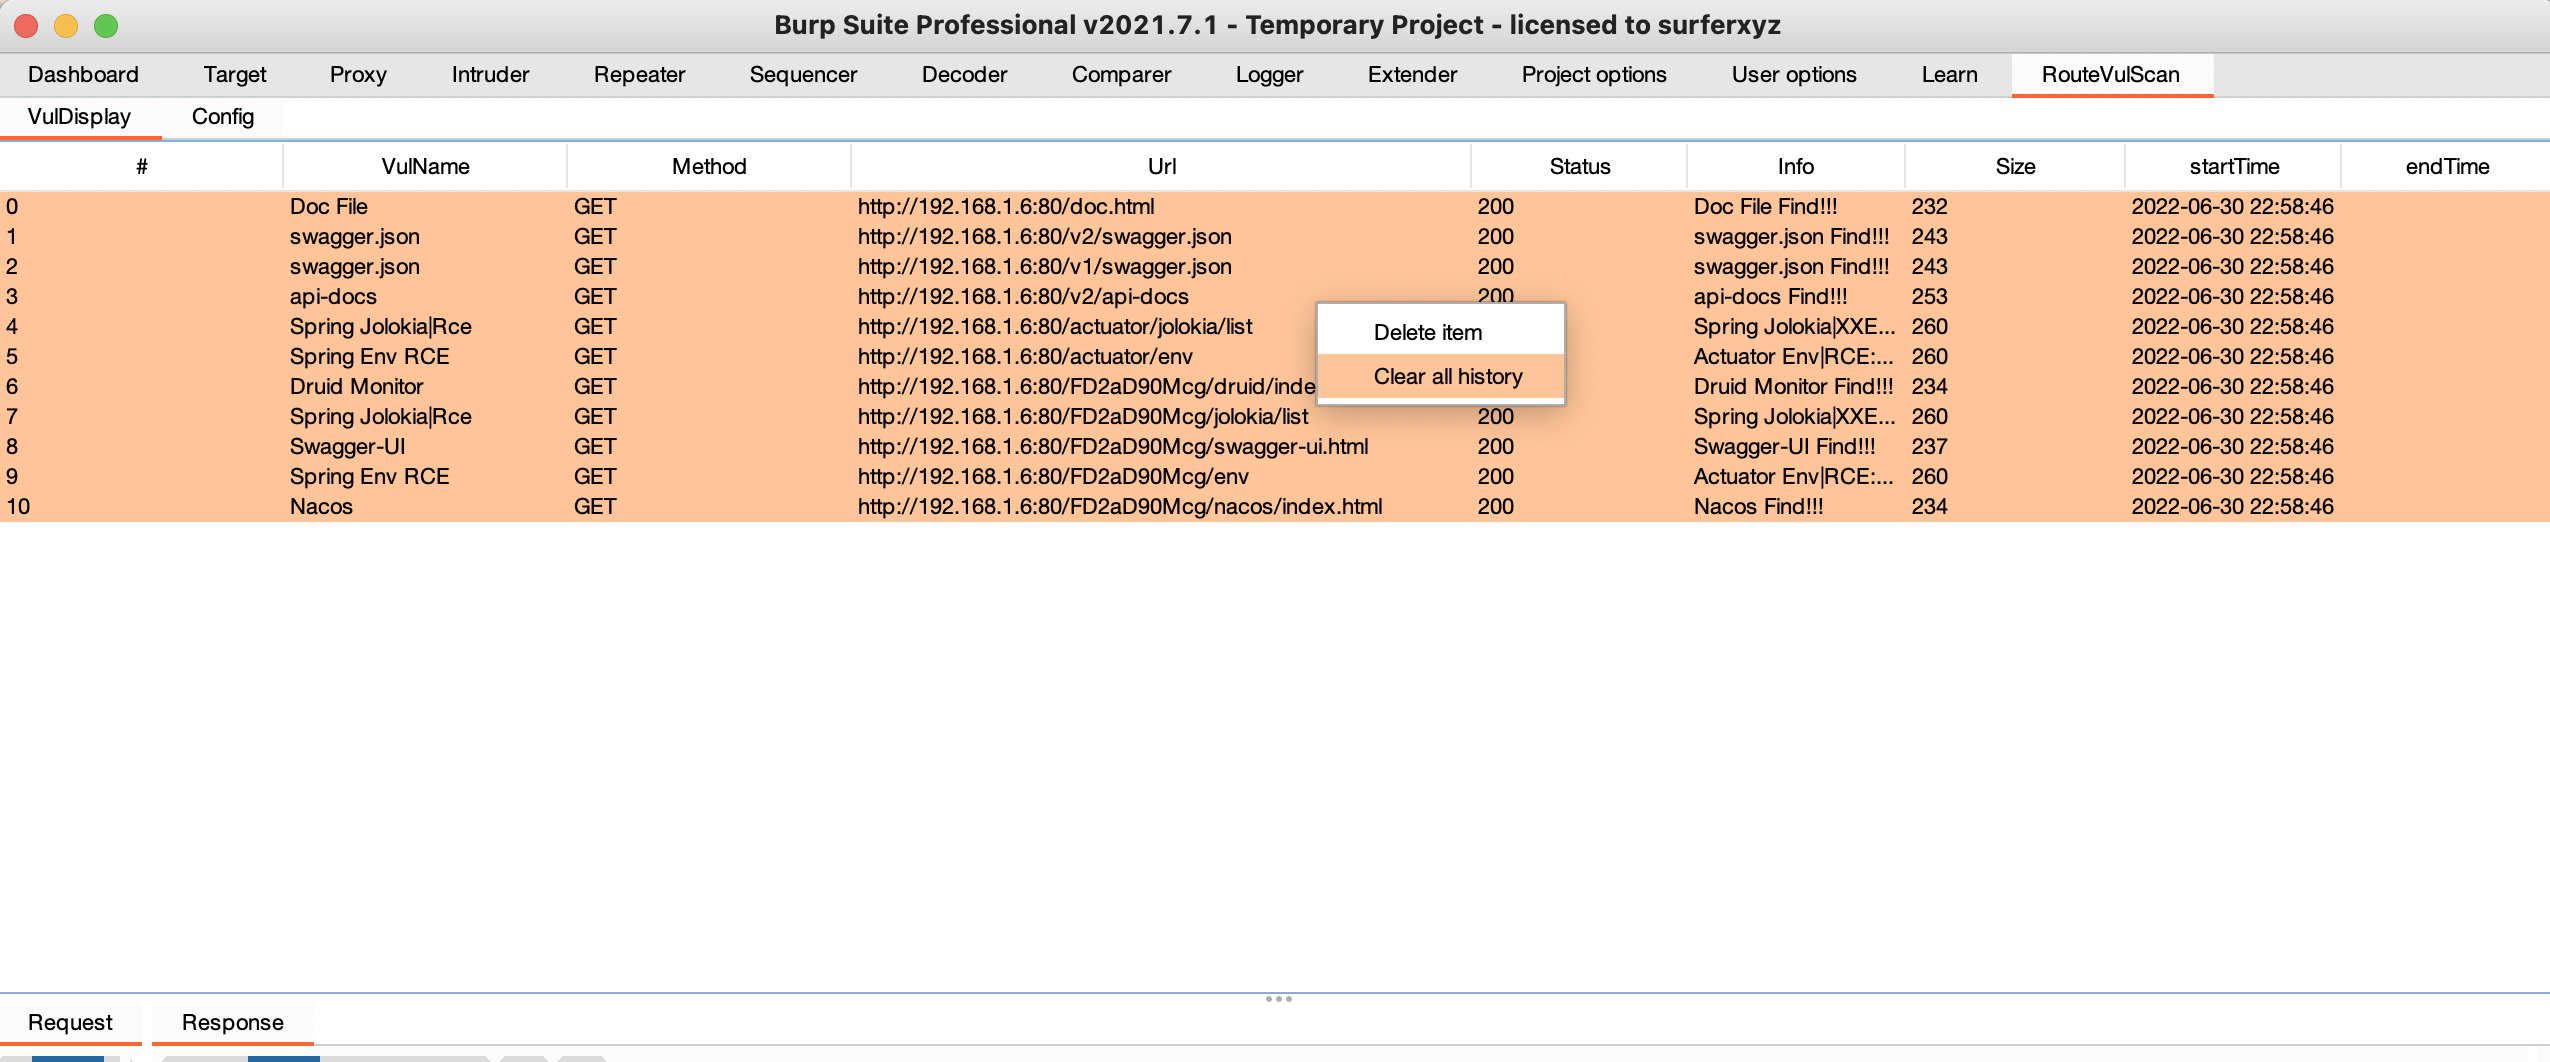 Burp Suite Professional v2021.7.1 - Temporary Project - licensed to surferxyz
Dashboard Target Proxy Intruder Repeater Sequencer Decoder Comparer Logger Extender Project options User options Learn RouteVulScan
VulDisplay Config
# VulName Method Url Status Info Size startTime endTime
0 Doc File GET http://192.168.1.6:80/doc.html 200 Doc File Find!!! 232 2022-06-30 22:58:46
1 swagger.json GET http://192.168.1.6:80/v2/swagger.json 200 swagger.json Find!!! 243 2022-06-30 22:58:46
2 swagger.json GET http://192.168.1.6:80/v1/swagger.json 200 swagger.json Find!!! 243 2022-06-30 22:58:46
3 api-docs GET http://192.168.1.6:80/v2/api-docs 200 api-docs Find!!! 253 2022-06-30 22:58:46
4 Spring Jolokia|Rce GET http://192.168.1.6:80/actuator/jolokia/list Spring Jolokia|XXE... 260 2022-06-30 22:58:46
Delete item
5 Spring Env RCE GET http://192.168.1.6:80/actuator/env Actuator Env|RCE:... 260 2022-06-30 22:58:46
Clear all history
6 Druid Monitor GET http://192.168.1.6:80/FD2aD90Mcg/druid/inde Druid Monitor Find!!! 234 2022-06-30 22:58:46
7 Spring Jolokia|Rce GET http://192.168.1.6:80/FD2aD90Mcg/jolokia/list 200 Spring Jolokia|XXE... 260 2022-06-30 22:58:46
8 Swagger-UI GET http://192.168.1.6:80/FD2aD90Mcg/swagger-ui.html 200 Swagger-UI Find!!! 237 2022-06-30 22:58:46
9 Spring Env RCE GET http://192.168.1.6:80/FD2aD90Mcg/env 200 Actuator Env|RCE:... 260 2022-06-30 22:58:46
10 Nacos GET http://192.168.1.6:80/FD2aD90Mcg/nacos/index.html 200 Nacos Find!!! 234 2022-06-30 22:58:46
Request Response